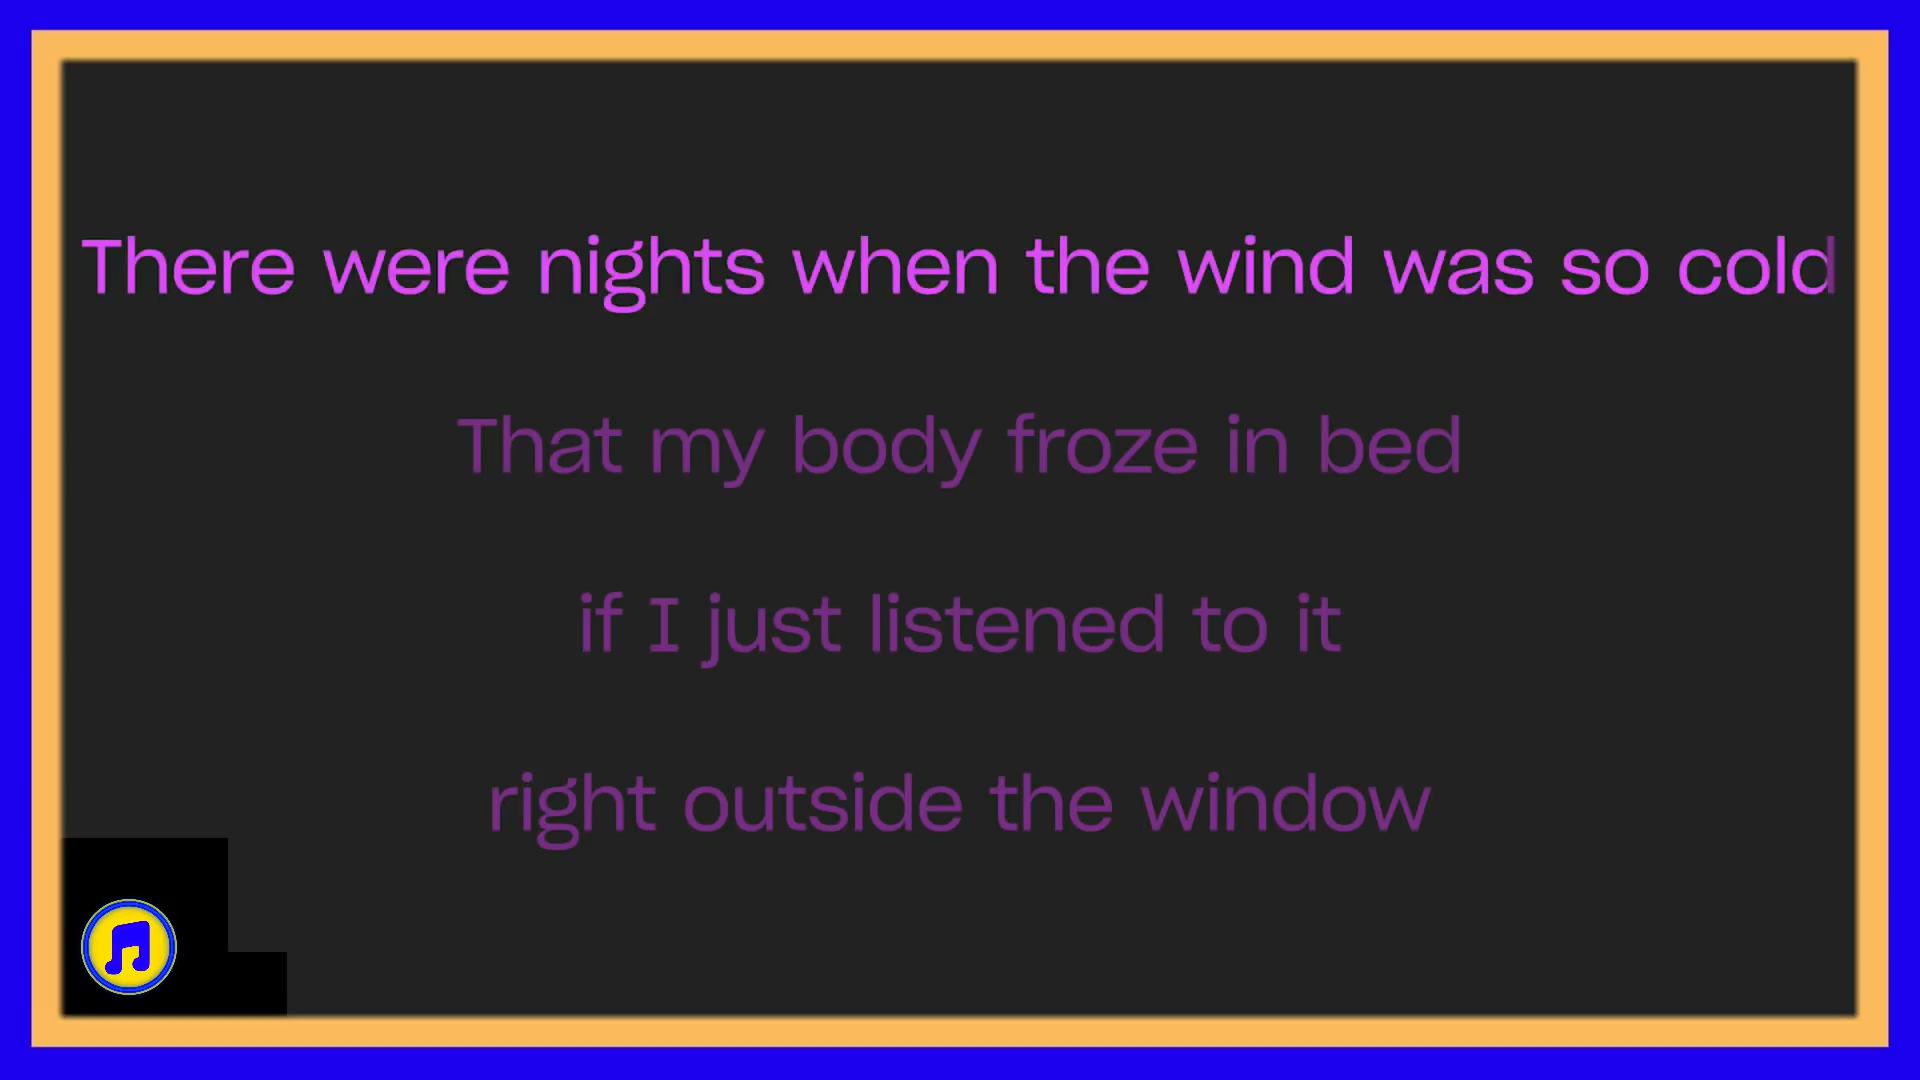 There were nights when the wind was so cold
That my body froze in bed
if I just listened to it
right outside the window